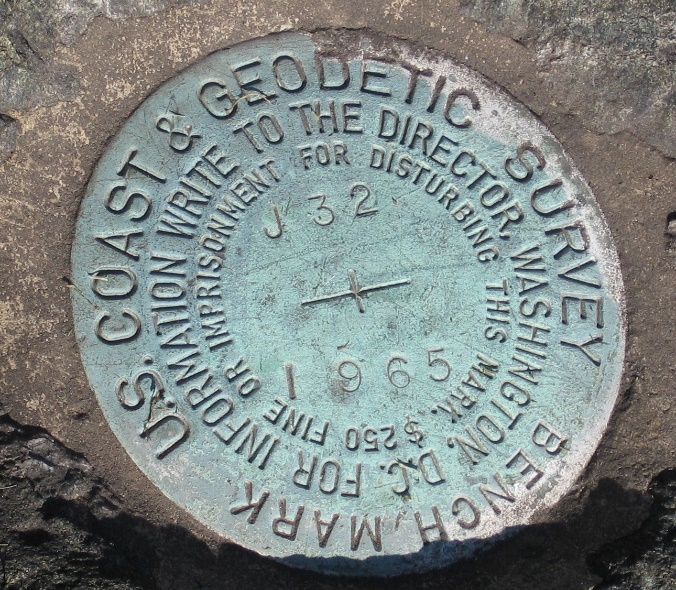 U.S. COAST & GEODETIC SURVEY
BENCH MARK
FOR INFORMATION WRITE TO THE DIRECTOR, WASHINGTON, D.C.
$250 FINE OR IMPRISONMENT FOR DISTURBING THIS MARK.
J 32
1965